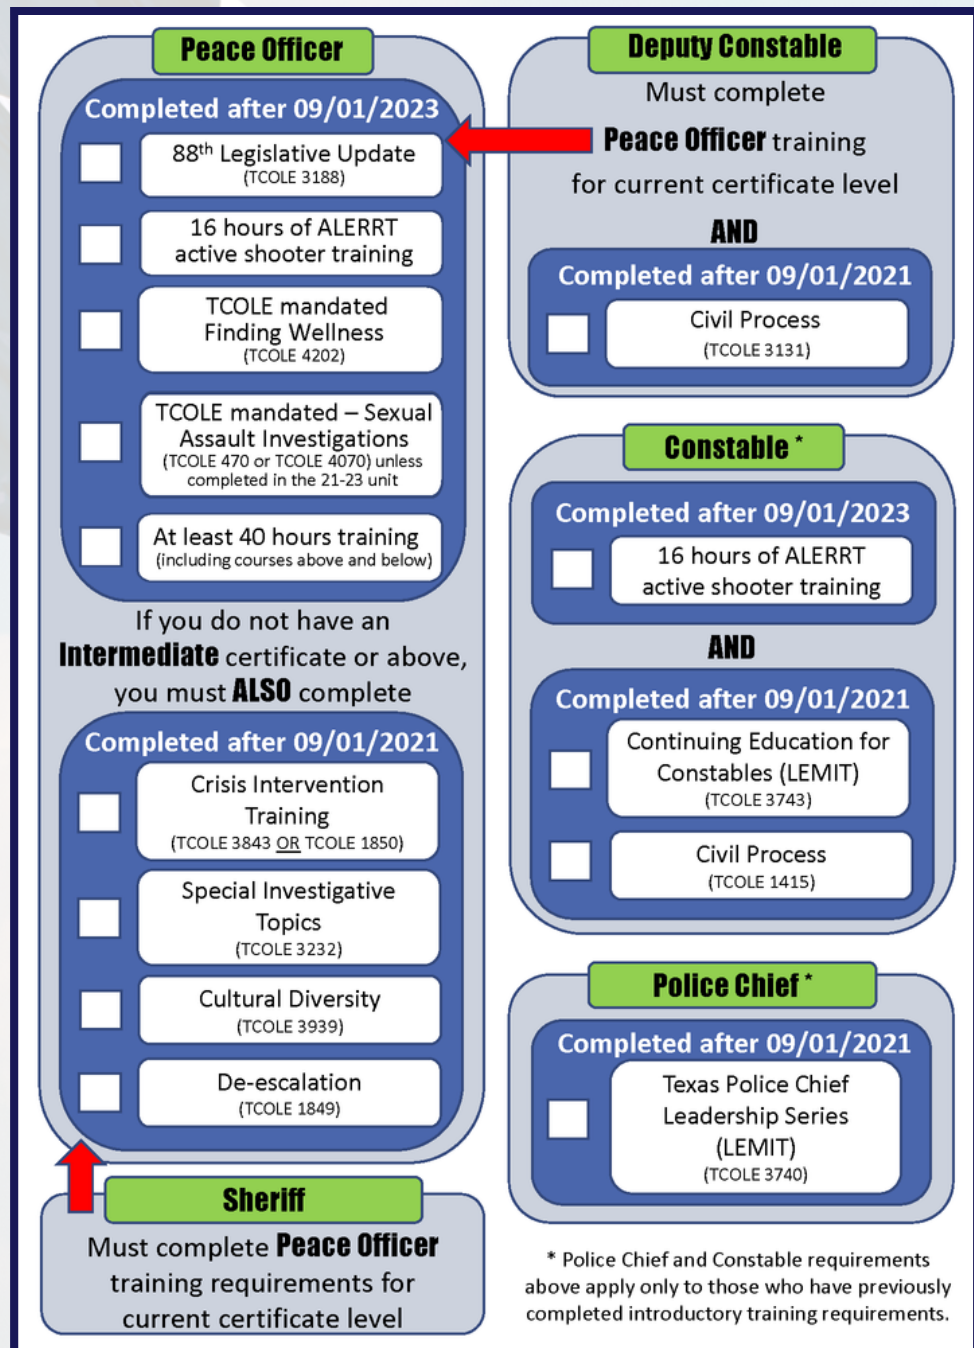 Peace Officer
Completed after 09/01/2023
88th Legislative Update
(TCOLE 3188)
16 hours of ALERRT
active shooter training
TCOLE mandated
Finding Wellness
(TCOLE 4202)
TCOLE mandated – Sexual
Assault Investigations
(TCOLE 470 or TCOLE 4070) unless
completed in the 21-23 unit
At least 40 hours training
(including courses above and below)
If you do not have an
Intermediate certificate or above,
you must ALSO complete
Completed after 09/01/2021
Crisis Intervention
Training
(TCOLE 3843 OR TCOLE 1850)
Special Investigative
Topics
(TCOLE 3232)
Cultural Diversity
(TCOLE 3939)
De-escalation
(TCOLE 1849)
Sheriff
Must complete Peace Officer
training requirements for
current certificate level
Deputy Constable
Must complete
Peace Officer training
for current certificate level
AND
Completed after 09/01/2021
Civil Process
(TCOLE 3131)
Constable *
Completed after 09/01/2023
16 hours of ALERRT
active shooter training
AND
Completed after 09/01/2021
Continuing Education for
Constables (LEMIT)
(TCOLE 3743)
Civil Process
(TCOLE 1415)
Police Chief *
Completed after 09/01/2021
Texas Police Chief
Leadership Series
(LEMIT)
(TCOLE 3740)
* Police Chief and Constable requirements
above apply only to those who have previously
completed introductory training requirements.